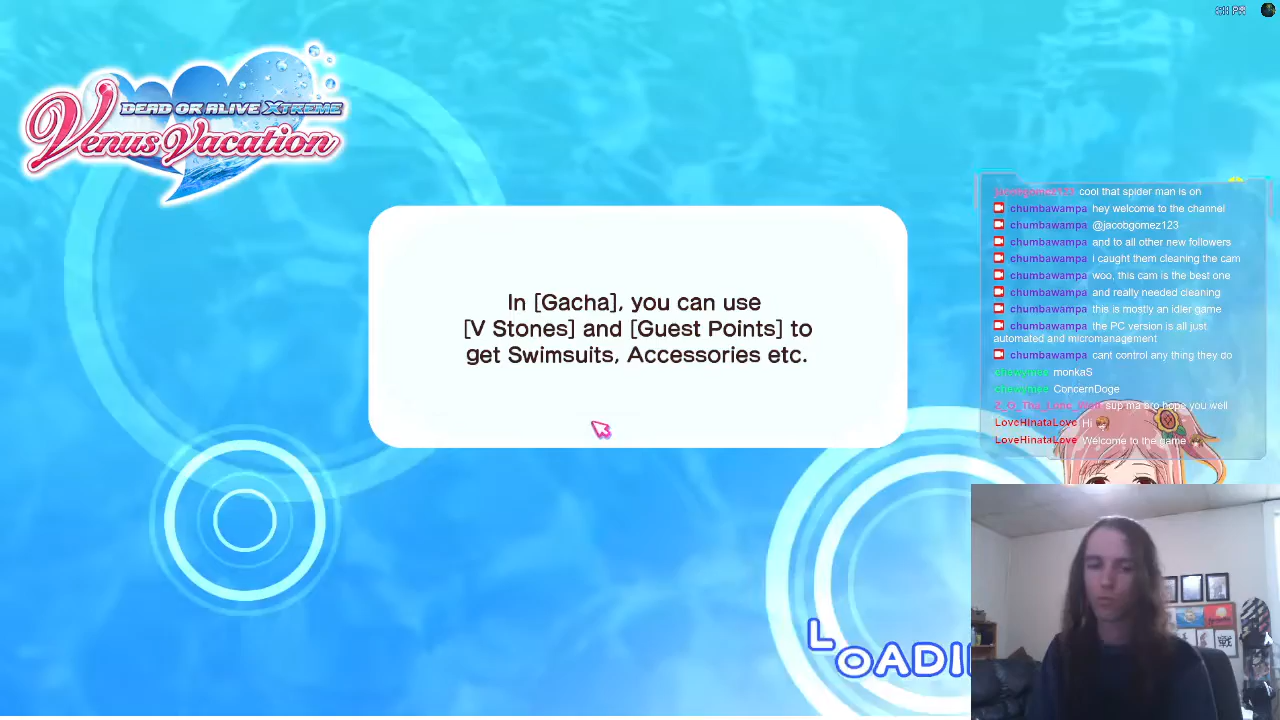 DEAD OR ALIVE XTREME
Venus Vacation
In [Gacha], you can use
[V Stones] and [Guest Points] to
get Swimsuits, Accessories etc.
cool that spider man is on
chumbawampa hey welcome to the channel
chumbawampa @jacobgomez123
chumbawampa and to all other new followers
chumbawampa i caught them cleaning the cam
chumbawampa woo, this cam is the best one
chumbawampa and really needed cleaning
chumbawampa this is mostly an idler game
chumbawampa the PC version is all just
automated and micromanagement
chumbawampa cant control any thing they do
monkaS
ConcernDoge
sup ma bro hope you well
LoveHinataLove Hi
LoveHinataLove Welcome to the game
LOADI